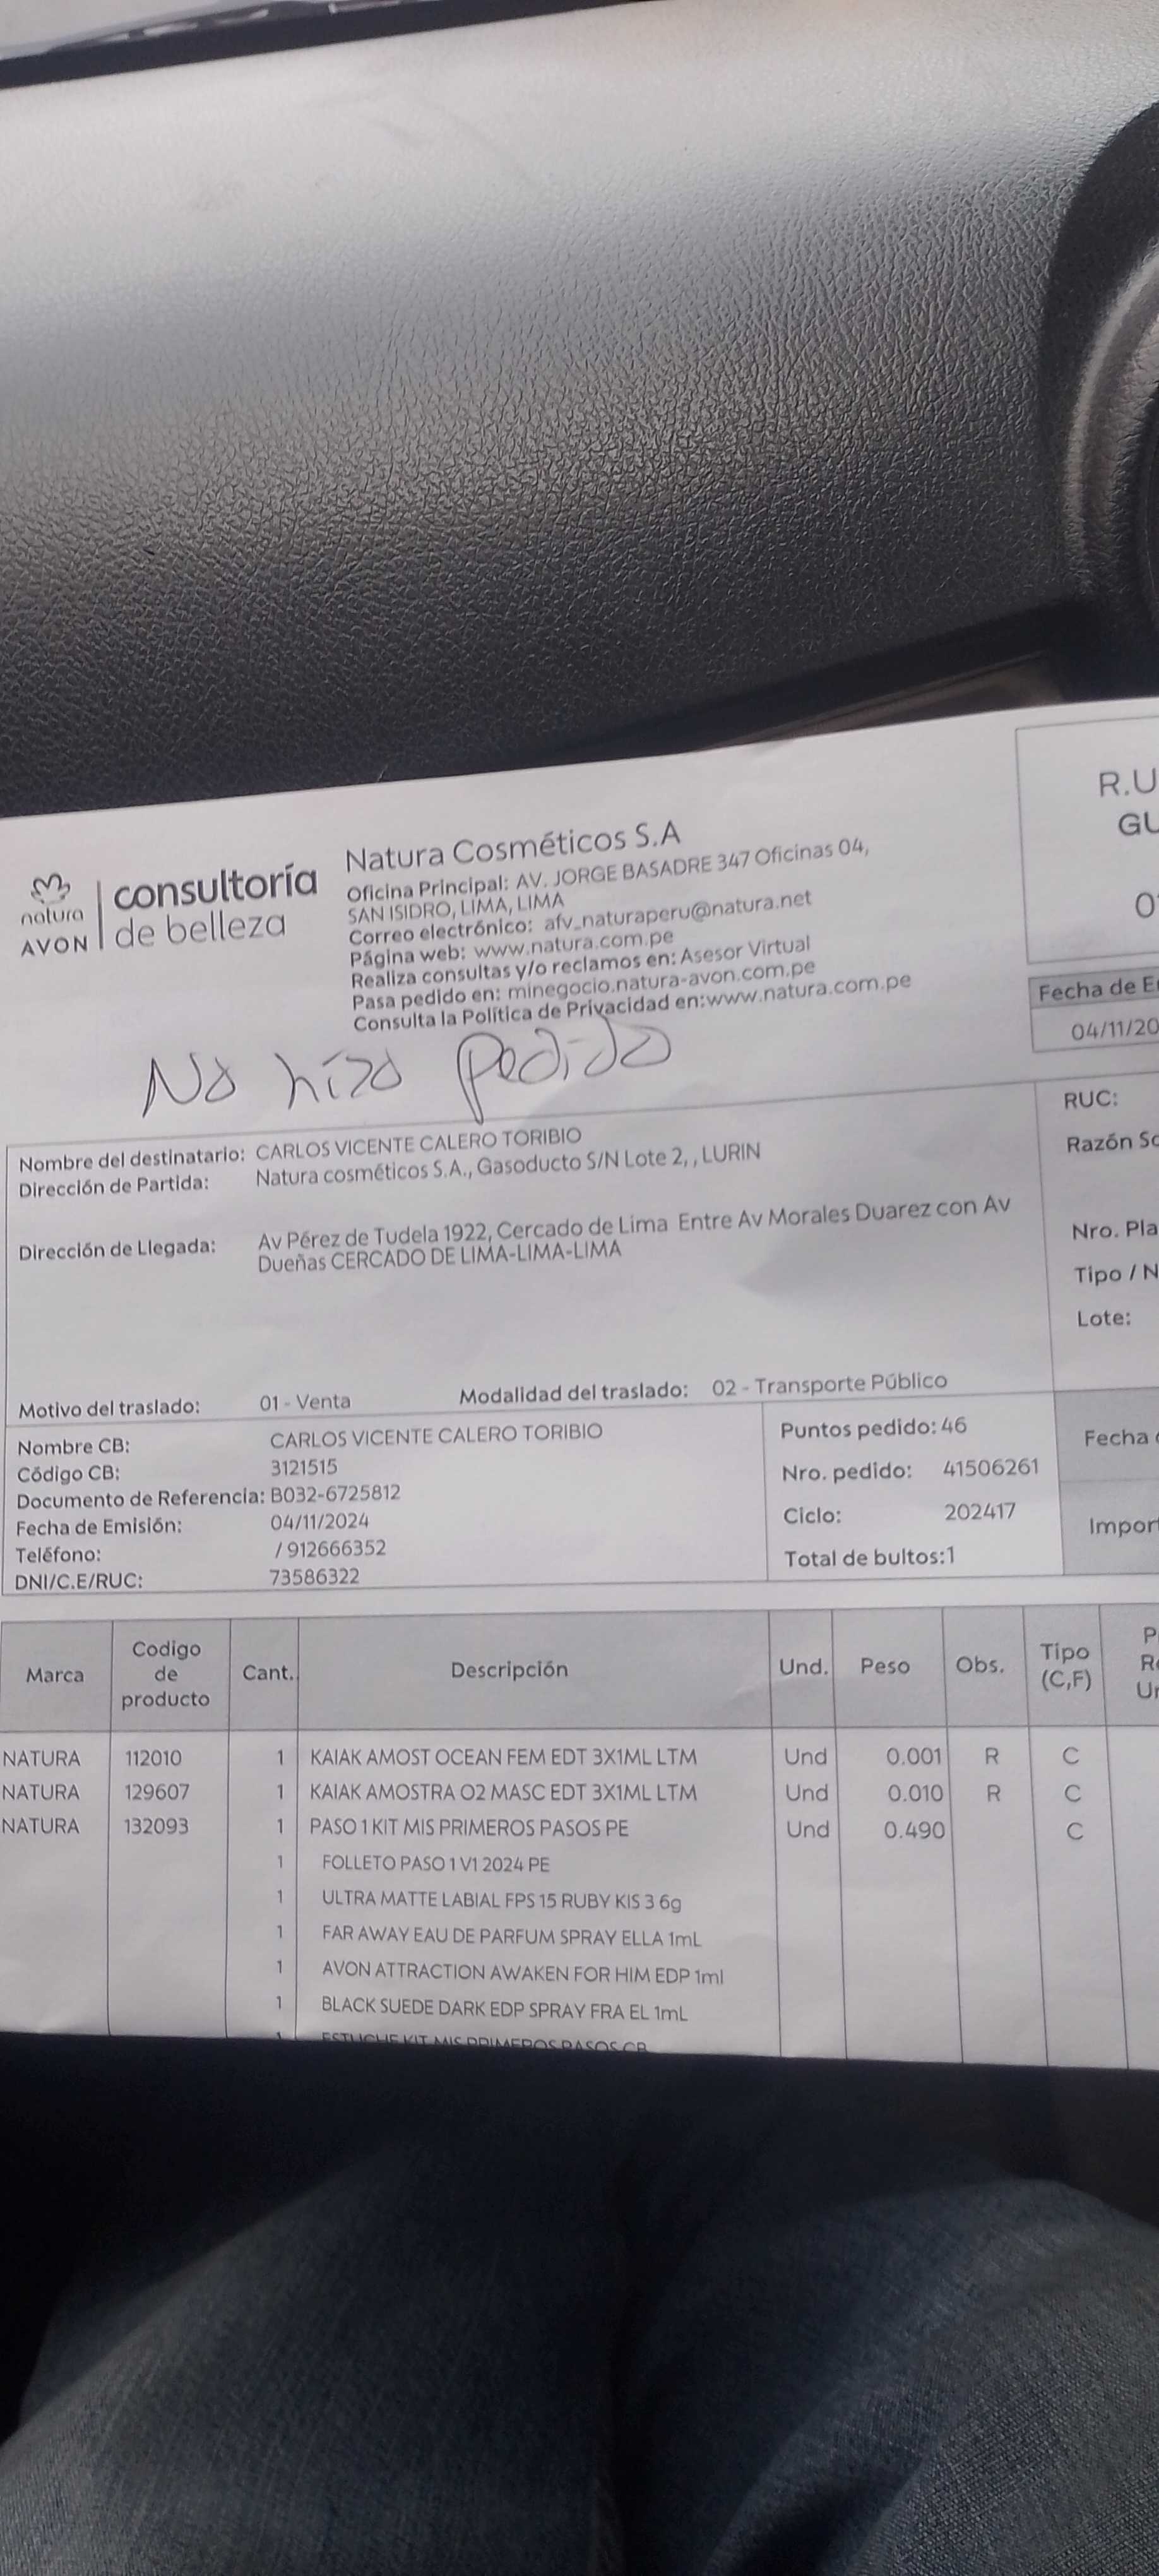 natura
AVON
consultoría
de belleza
Natura Cosméticos S.A
Oficina Principal: AV. JORGE BASADRE 347 Oficinas 04,
SAN ISIDRO, LIMA, LIMA
Correo electrónico: afv_naturaperu@natura.net
Página web: www.natura.com.pe
Realiza consultas y/o reclamos en: Asesor Virtual
Pasa pedido en: minegocio.natura-avon.com.pe
Consulta la Política de Privacidad en:www.natura.com.pe
R.U
GU
Fecha de E
04/11/20
No hizo pedido
Nombre del destinatario: CARLOS VICENTE CALERO TORIBIO
Dirección de Partida: Natura cosméticos S.A., Gasoducto S/N Lote 2, , LURIN
Dirección de Llegada: Av Pérez de Tudela 1922, Cercado de Lima Entre Av Morales Duarez con Av
Dueñas CERCADO DE LIMA-LIMA-LIMA
Motivo del traslado: 01 - Venta Modalidad del traslado: 02 - Transporte Público
RUC:
Razón So
Nro. Pla
Tipo / N
Lote:
Nombre CB: CARLOS VICENTE CALERO TORIBIO
Código CB: 3121515
Documento de Referencia: B032-6725812
Fecha de Emisión: 04/11/2024
Teléfono: / 912666352
DNI/C.E/RUC: 73586322
Puntos pedido: 46
Nro. pedido: 41506261
Ciclo: 202417
Total de bultos:1
Fecha
Impor
Marca Codigo de producto Cant. Descripción Und. Peso Obs. Tipo (C,F)
NATURA 112010 1 KAIAK AMOST OCEAN FEM EDT 3X1ML LTM Und 0.001 R C
NATURA 129607 1 KAIAK AMOSTRA O2 MASC EDT 3X1ML LTM Und 0.010 R C
NATURA 132093 1 PASO 1 KIT MIS PRIMEROS PASOS PE Und 0.490 C
1 FOLLETO PASO 1 V1 2024 PE
1 ULTRA MATTE LABIAL FPS 15 RUBY KIS 3 6g
1 FAR AWAY EAU DE PARFUM SPRAY ELLA 1mL
1 AVON ATTRACTION AWAKEN FOR HIM EDP 1ml
1 BLACK SUEDE DARK EDP SPRAY FRA EL 1mL
1 ESTUCHE KIT MIS PRIMEROS PASOS CB